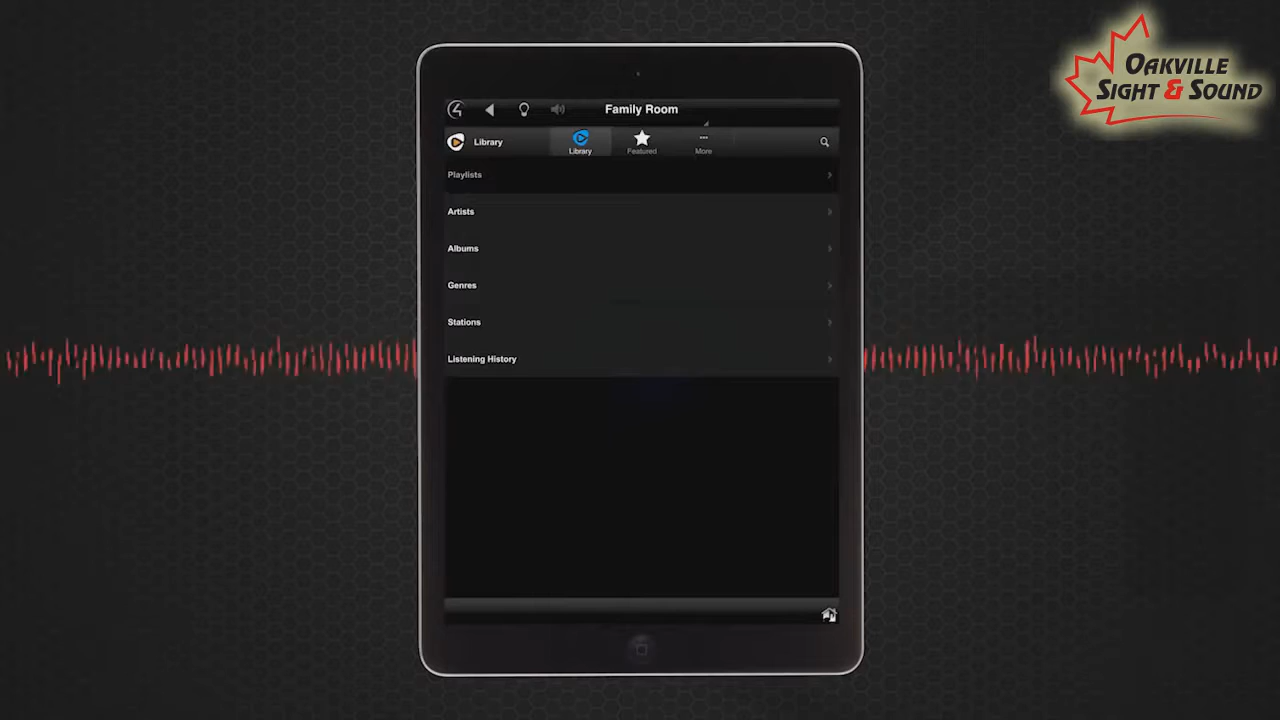 OAKVILLE
SIGHT & SOUND
Family Room
Library
Library
Featured
More
Playlists
Artists
Albums
Genres
Stations
Listening History